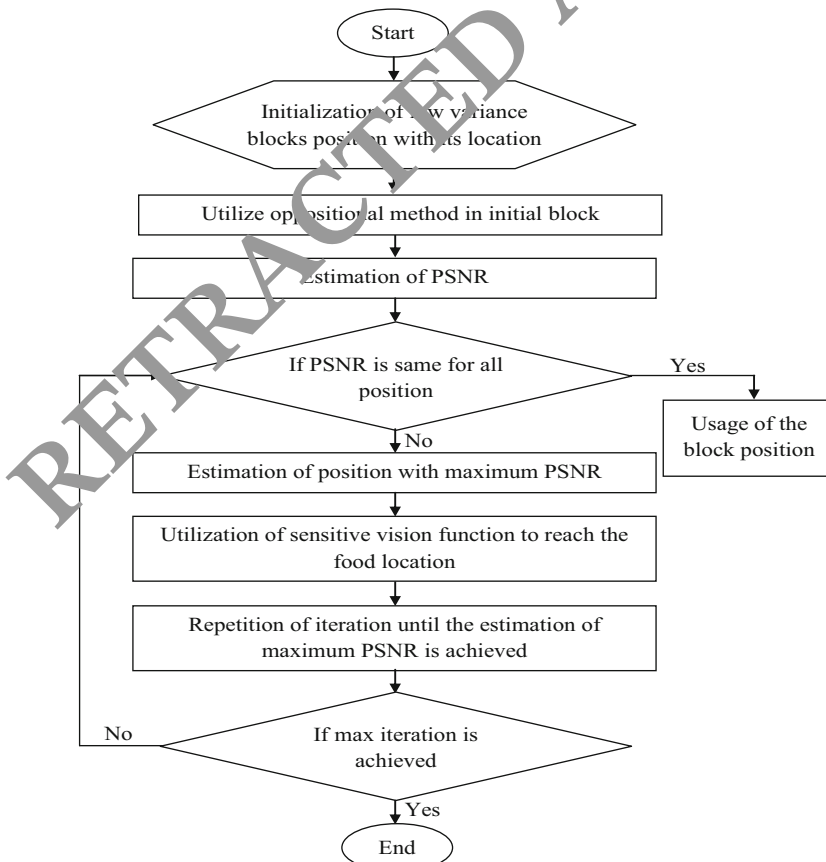 Start
Initialization of low variance
blocks position with its location
Utilize oppositional method in initial block
Estimation of PSNR
If PSNR is same for all
position
Yes
Usage of the
block position
No
Estimation of position with maximum PSNR
Utilization of sensitive vision function to reach the
food location
Repetition of iteration until the estimation of
maximum PSNR is achieved
If max iteration is
achieved
No
Yes
End
RETRACTED A